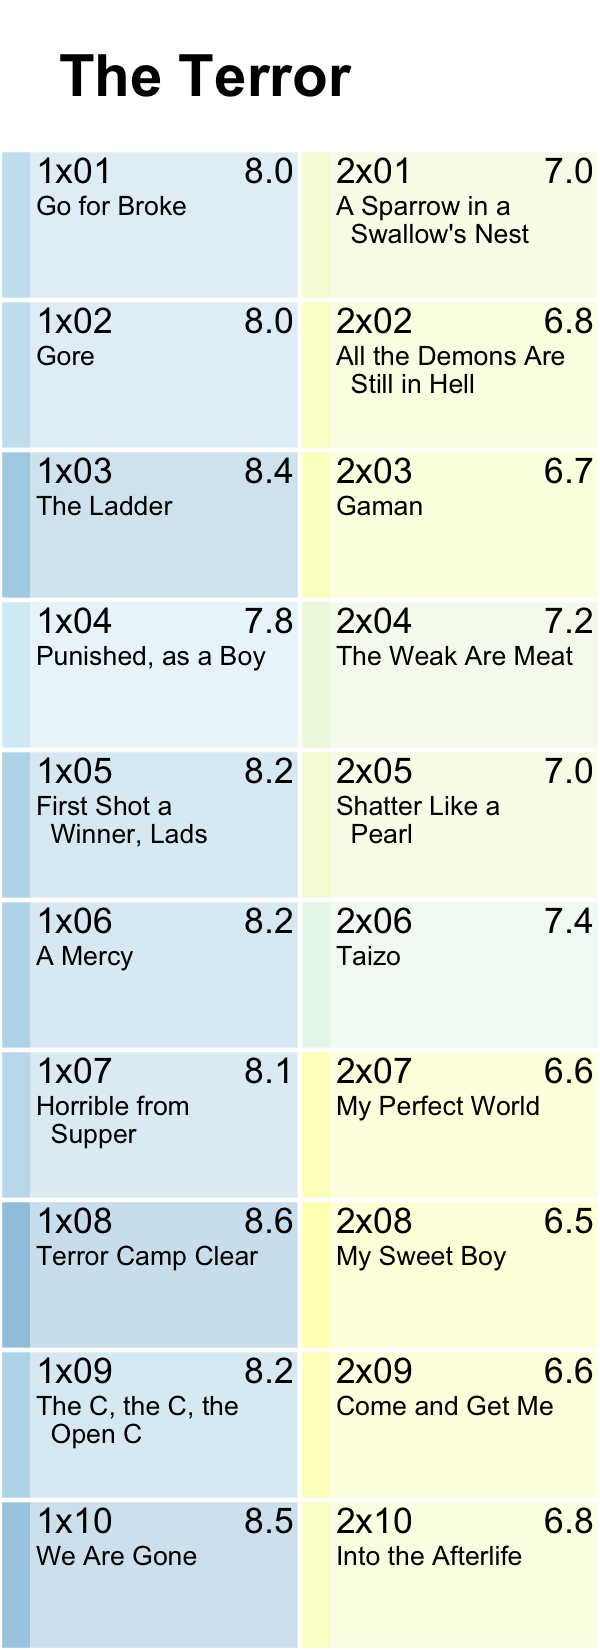 The Terror
1x01 8.0
Go for Broke
2x01 7.0
A Sparrow in a
Swallow's Nest
1x02 8.0
Gore
2x02 6.8
All the Demons Are
Still in Hell
1x03 8.4
The Ladder
2x03 6.7
Gaman
1x04 7.8
Punished, as a Boy
2x04 7.2
The Weak Are Meat
1x05 8.2
First Shot a
Winner, Lads
2x05 7.0
Shatter Like a
Pearl
1x06 8.2
A Mercy
2x06 7.4
Taizo
1x07 8.1
Horrible from
Supper
2x07 6.6
My Perfect World
1x08 8.6
Terror Camp Clear
2x08 6.5
My Sweet Boy
1x09 8.2
The C, the C, the
Open C
2x09 6.6
Come and Get Me
1x10 8.5
We Are Gone
2x10 6.8
Into the Afterlife